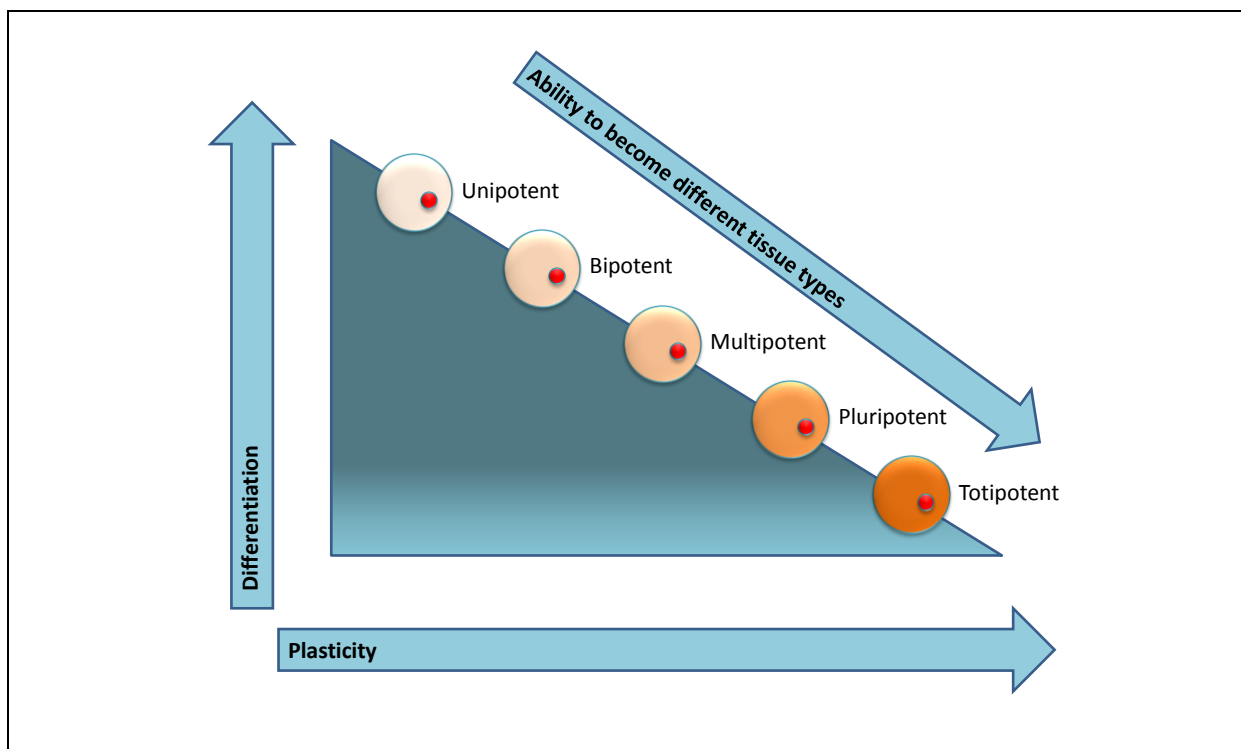 Ability to become different tissue types
Unipotent
Bipotent
Multipotent
Pluripotent
Totipotent
Differentiation
Plasticity